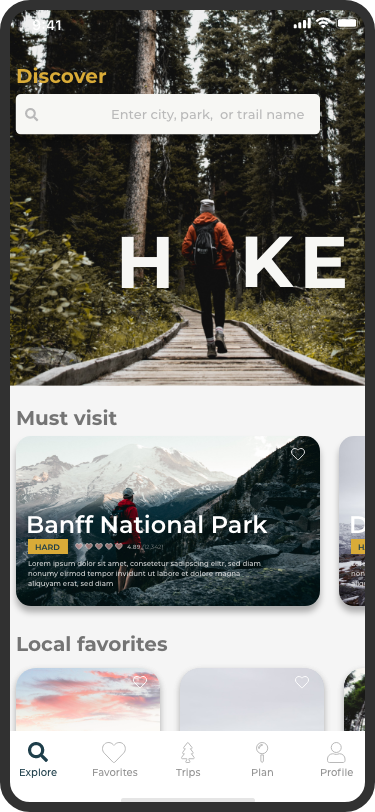 9:41
Discover
Enter city, park, or trail name
H KE
Must visit
Banff National Park
HARD 4.89 (2,342)
Lorem ipsum dolor sit amet, consetetur sadipscing elitr, sed diam
nonumy eirmod tempor invidunt ut labore et dolore magna
aliquyam erat, sed diam
Local favorites
Explore Favorites Trips Plan Profile